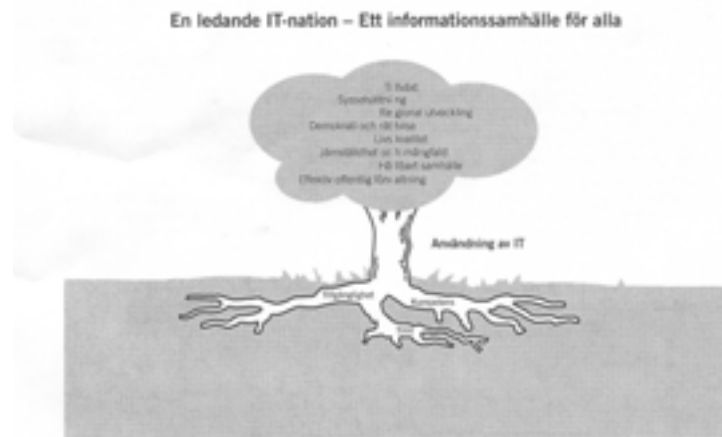 En ledande IT-nation – Ett informationssamhälle för alla
Tillväxt
Sysselsättning
Regional utveckling
Demokrati och rättvisa
Livskvalitet
Jämställdhet och mångfald
Hållbart samhälle
Effektiv offentlig förvaltning
Användning av IT
Tillgänglighet
Kompetens
Tillit